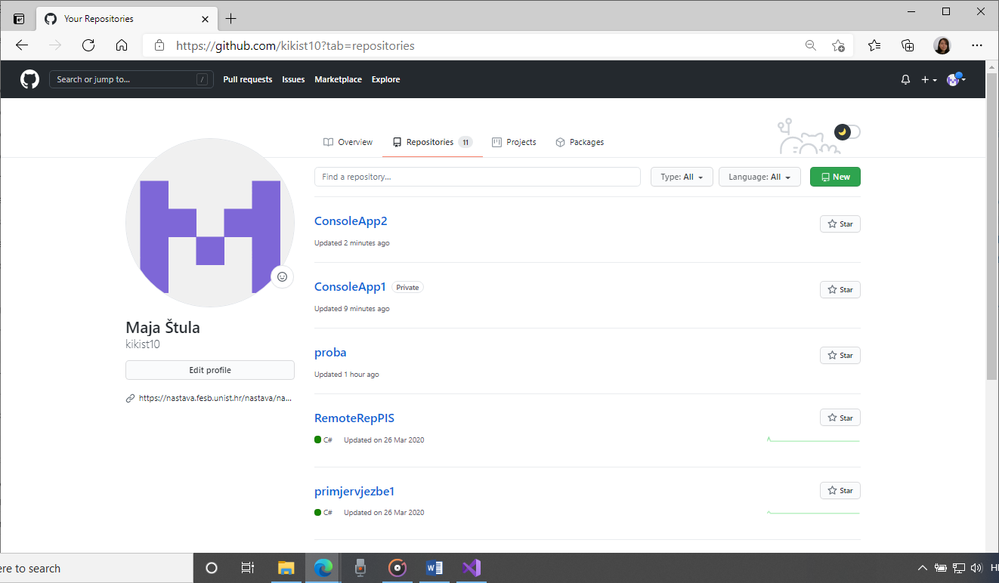 Your Repositories
https://github.com/kikist10?tab=repositories
Search or jump to... / Pull requests Issues Marketplace Explore
Overview Repositories 11 Projects Packages
Find a repository... Type: All Language: All New
ConsoleApp2 Star
Updated 2 minutes ago
ConsoleApp1 Private Star
Updated 9 minutes ago
Maja Štula
kikist10
proba Star
Updated 1 hour ago
Edit profile
https://nastava.fesb.unist.hr/nastava/na...
RemoteRepPIS Star
C# Updated on 26 Mar 2020
primjervjezbe1 Star
C# Updated on 26 Mar 2020
ere to search